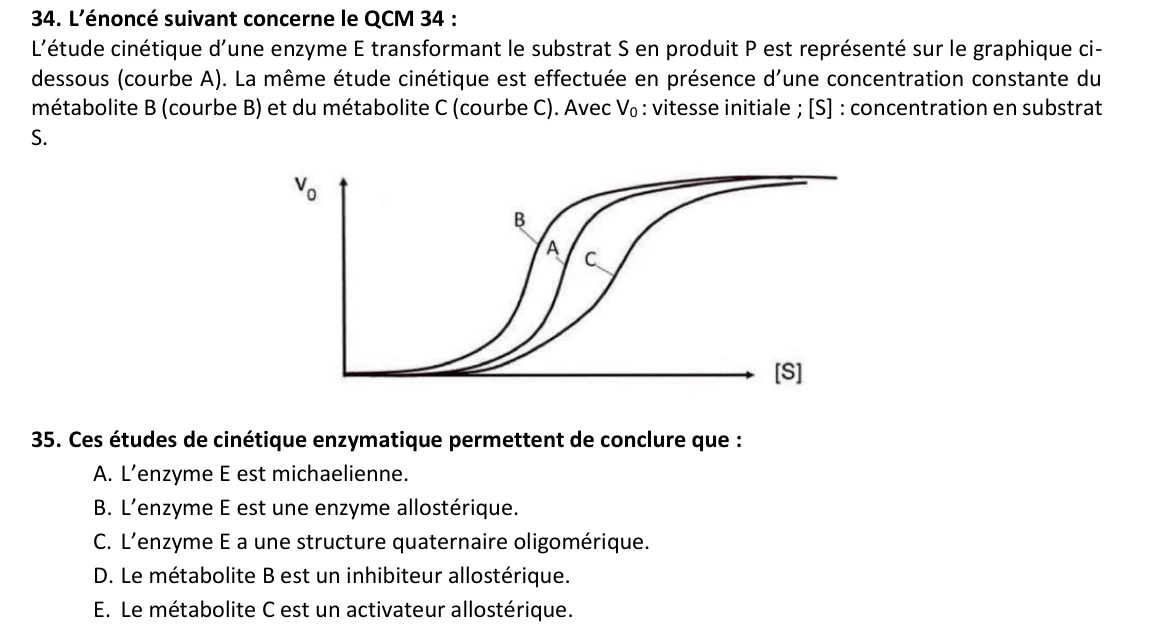 34. L’énoncé suivant concerne le QCM 34 :
L’étude cinétique d’une enzyme E transformant le substrat S en produit P est représenté sur le graphique ci-
dessous (courbe A). La même étude cinétique est effectuée en présence d’une concentration constante du
métabolite B (courbe B) et du métabolite C (courbe C). Avec V₀ : vitesse initiale ; [S] : concentration en substrat
S.
V₀
B
A
C
[S]
35. Ces études de cinétique enzymatique permettent de conclure que :
A. L’enzyme E est michaelienne.
B. L’enzyme E est une enzyme allostérique.
C. L’enzyme E a une structure quaternaire oligomérique.
D. Le métabolite B est un inhibiteur allostérique.
E. Le métabolite C est un activateur allostérique.